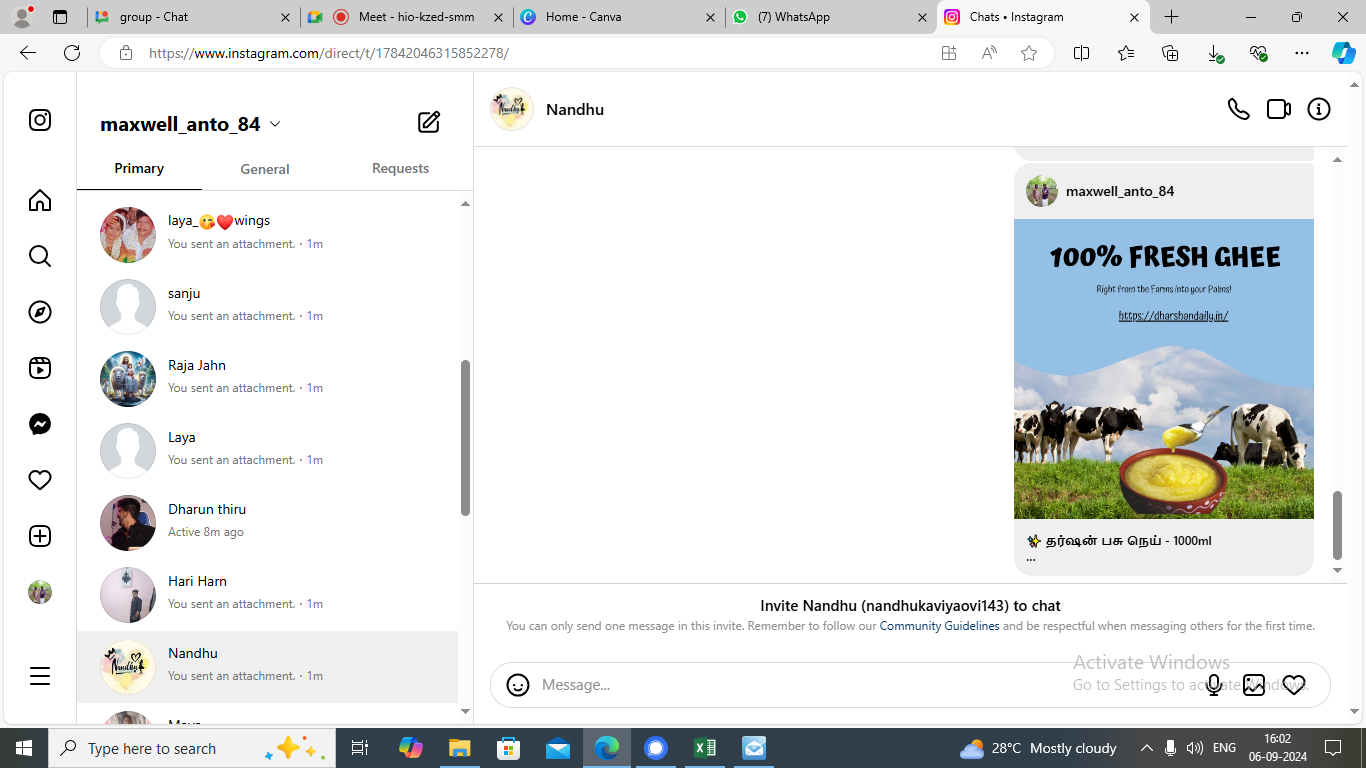 group - Chat
Meet - hio-kzed-smm
Home - Canva
(7) WhatsApp
Chats • Instagram
https://www.instagram.com/direct/t/17842046315852278/
maxwell_anto_84
Primary
General
Requests
laya_😘❤️wings
You sent an attachment. · 1m
sanju
You sent an attachment. · 1m
Raja Jahn
You sent an attachment. · 1m
Laya
You sent an attachment. · 1m
Dharun thiru
Active 8m ago
Hari Harn
You sent an attachment. · 1m
Nandhu
You sent an attachment. · 1m
Nandhu
maxwell_anto_84
100% FRESH GHEE
Right from the Farms into your Palms!
https://dharshandaily.in/
✨ தர்ஷன் பசு நெய் - 1000ml
...
Invite Nandhu (nandhukaviyaovi143) to chat
You can only send one message in this invite. Remember to follow our Community Guidelines and be respectful when messaging others for the first time.
Message...
Activate Windows
Go to Settings to activate Windows.
Type here to search
28°C Mostly cloudy
ENG
16:02
06-09-2024